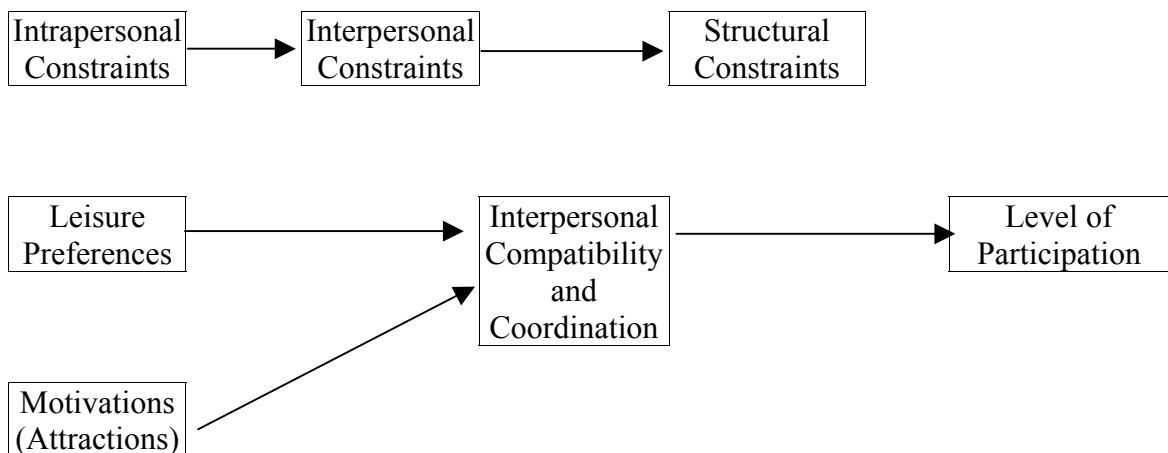 Intrapersonal
Constraints
Interpersonal
Constraints
Structural
Constraints
Leisure
Preferences
Interpersonal
Compatibility
and
Coordination
Level of
Participation
Motivations
(Attractions)